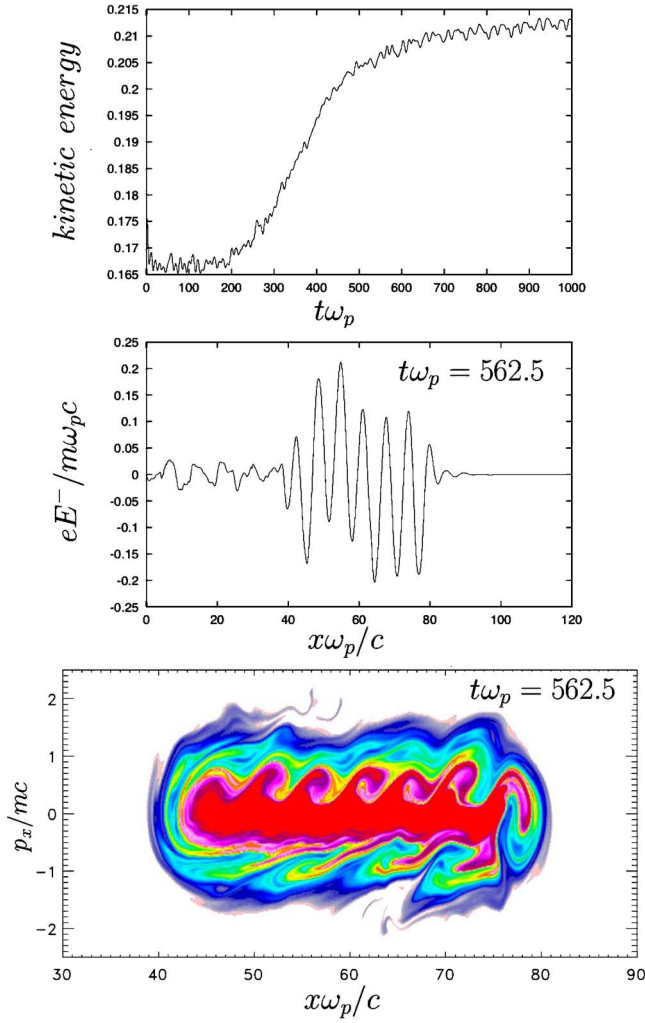 0.215
0.21
0.205
0.2
0.195
0.19
0.185
0.18
0.175
0.17
0.165
kinetic energy
0 100 200 300 400 500 600 700 800 900 1000
tω_p
0.25
0.2
0.15
0.1
0.05
0
-0.05
-0.1
-0.15
-0.2
-0.25
eE⁻/mω_pc
tω_p = 562.5
0 20 40 60 80 100 120
xω_p/c
tω_p = 562.5
2
1
0
−1
−2
p_x/mc
30 40 50 60 70 80 90
xω_p/c